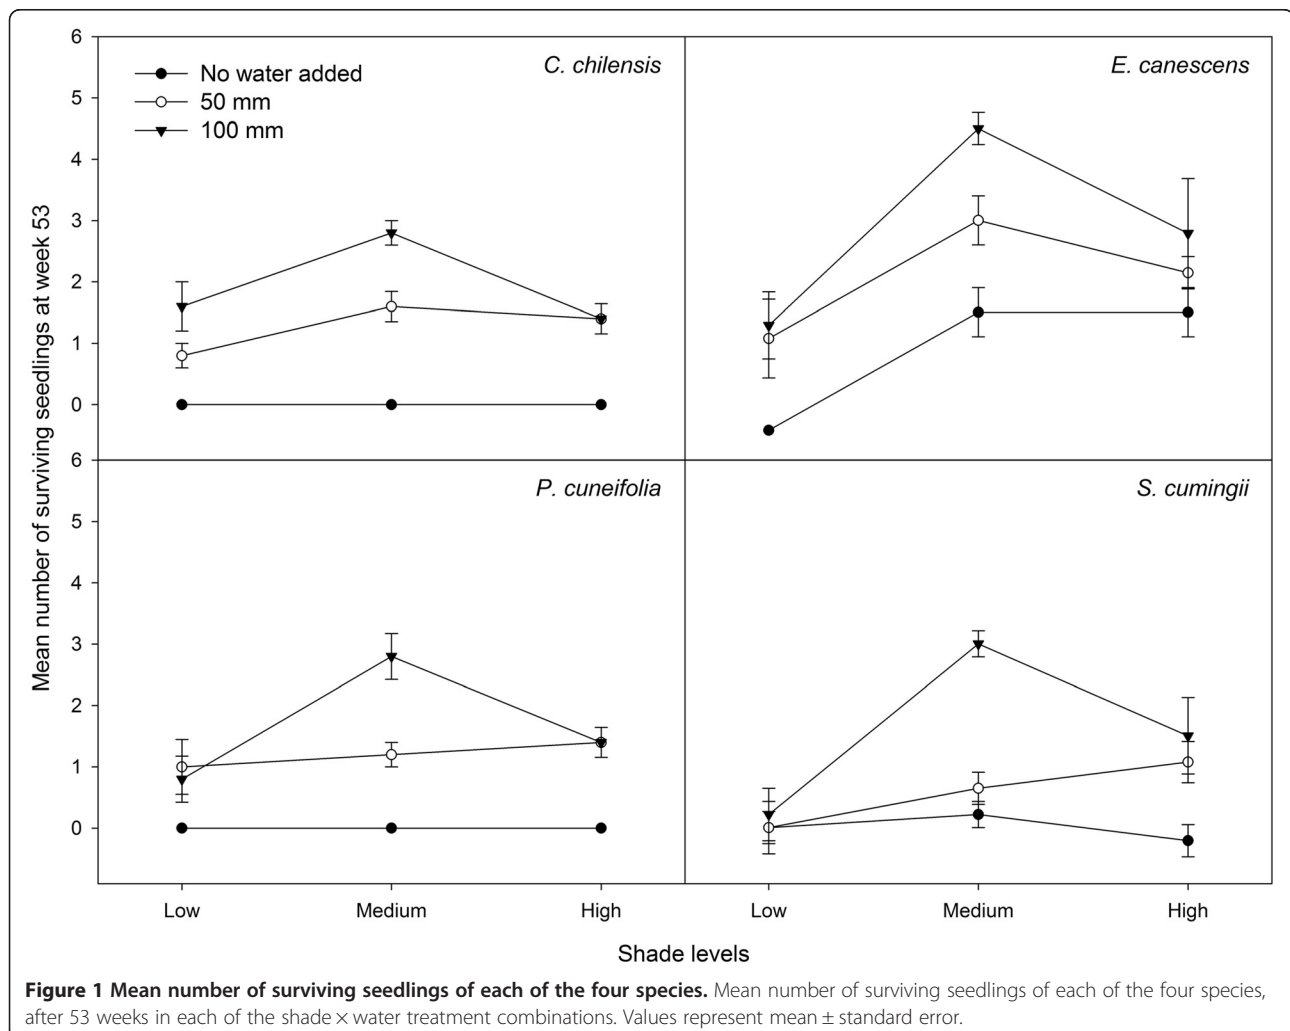 Mean number of surviving seedlings at week 53
6
5
4
3
2
1
0
No water added
50 mm
100 mm
C. chilensis
E. canescens
6
5
4
3
2
1
0
P. cuneifolia
S. cumingii
Low Medium High Low Medium High
Shade levels
Figure 1 Mean number of surviving seedlings of each of the four species. Mean number of surviving seedlings of each of the four species,
after 53 weeks in each of the shade × water treatment combinations. Values represent mean ± standard error.